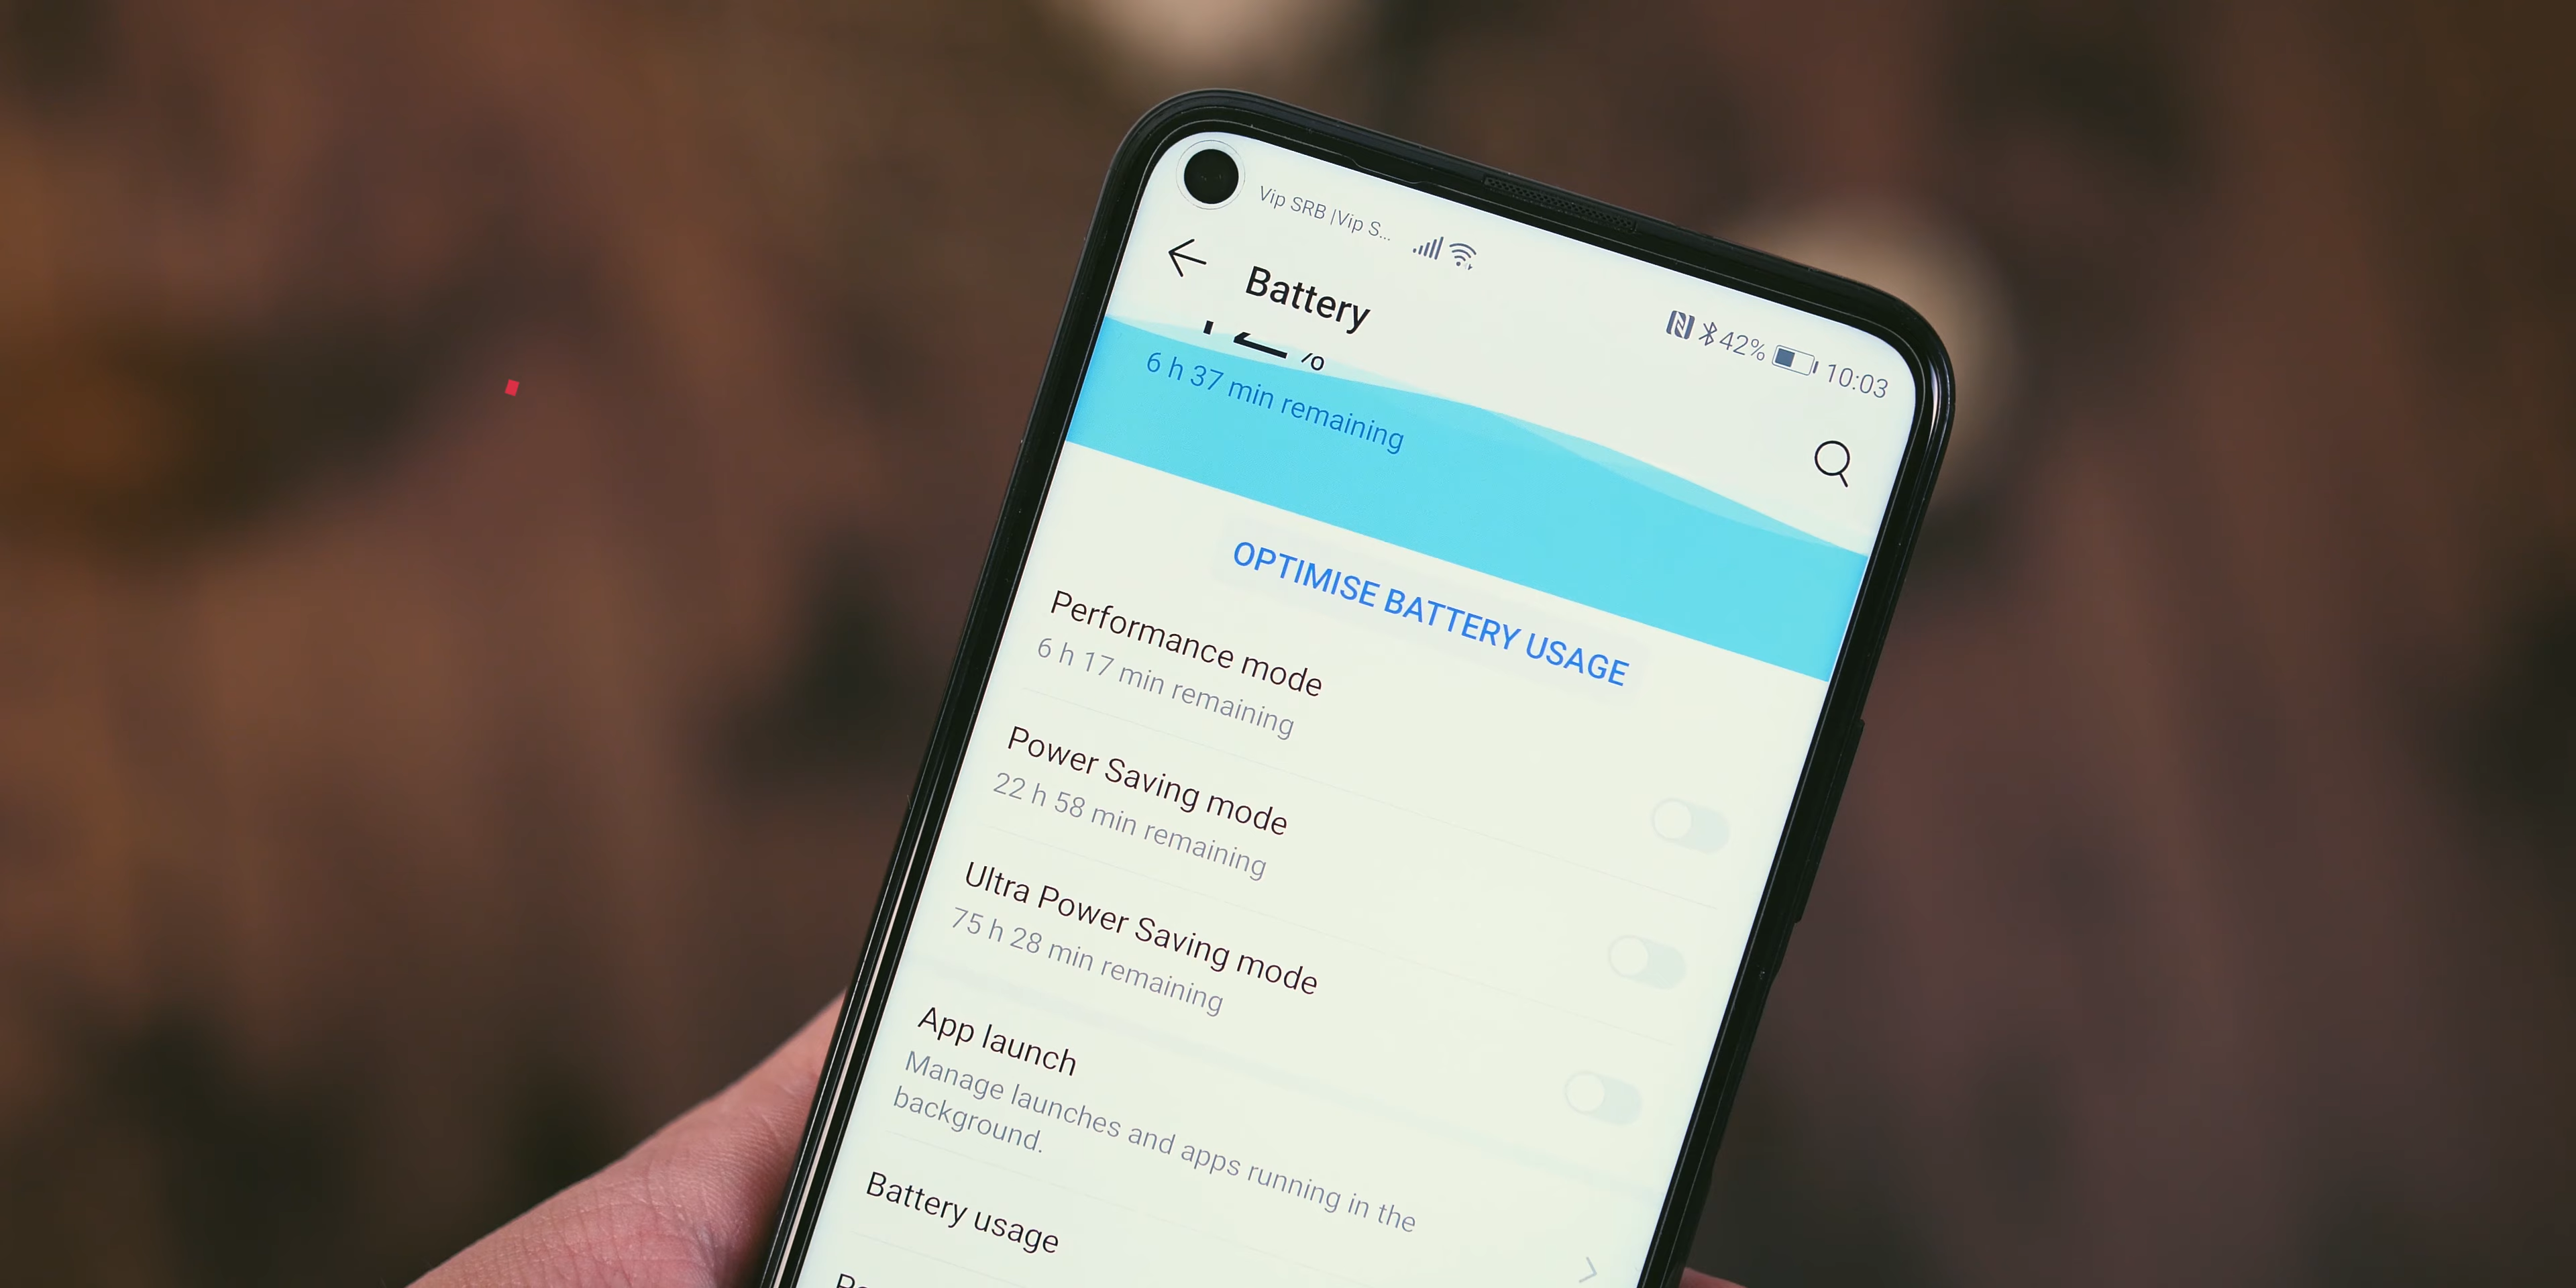 Vip SRB |Vip S... 42% 10:03
Battery
%
6 h 37 min remaining
OPTIMISE BATTERY USAGE
Performance mode
6 h 17 min remaining
Power Saving mode
22 h 58 min remaining
Ultra Power Saving mode
75 h 28 min remaining
App launch
Manage launches and apps running in the
background.
Battery usage